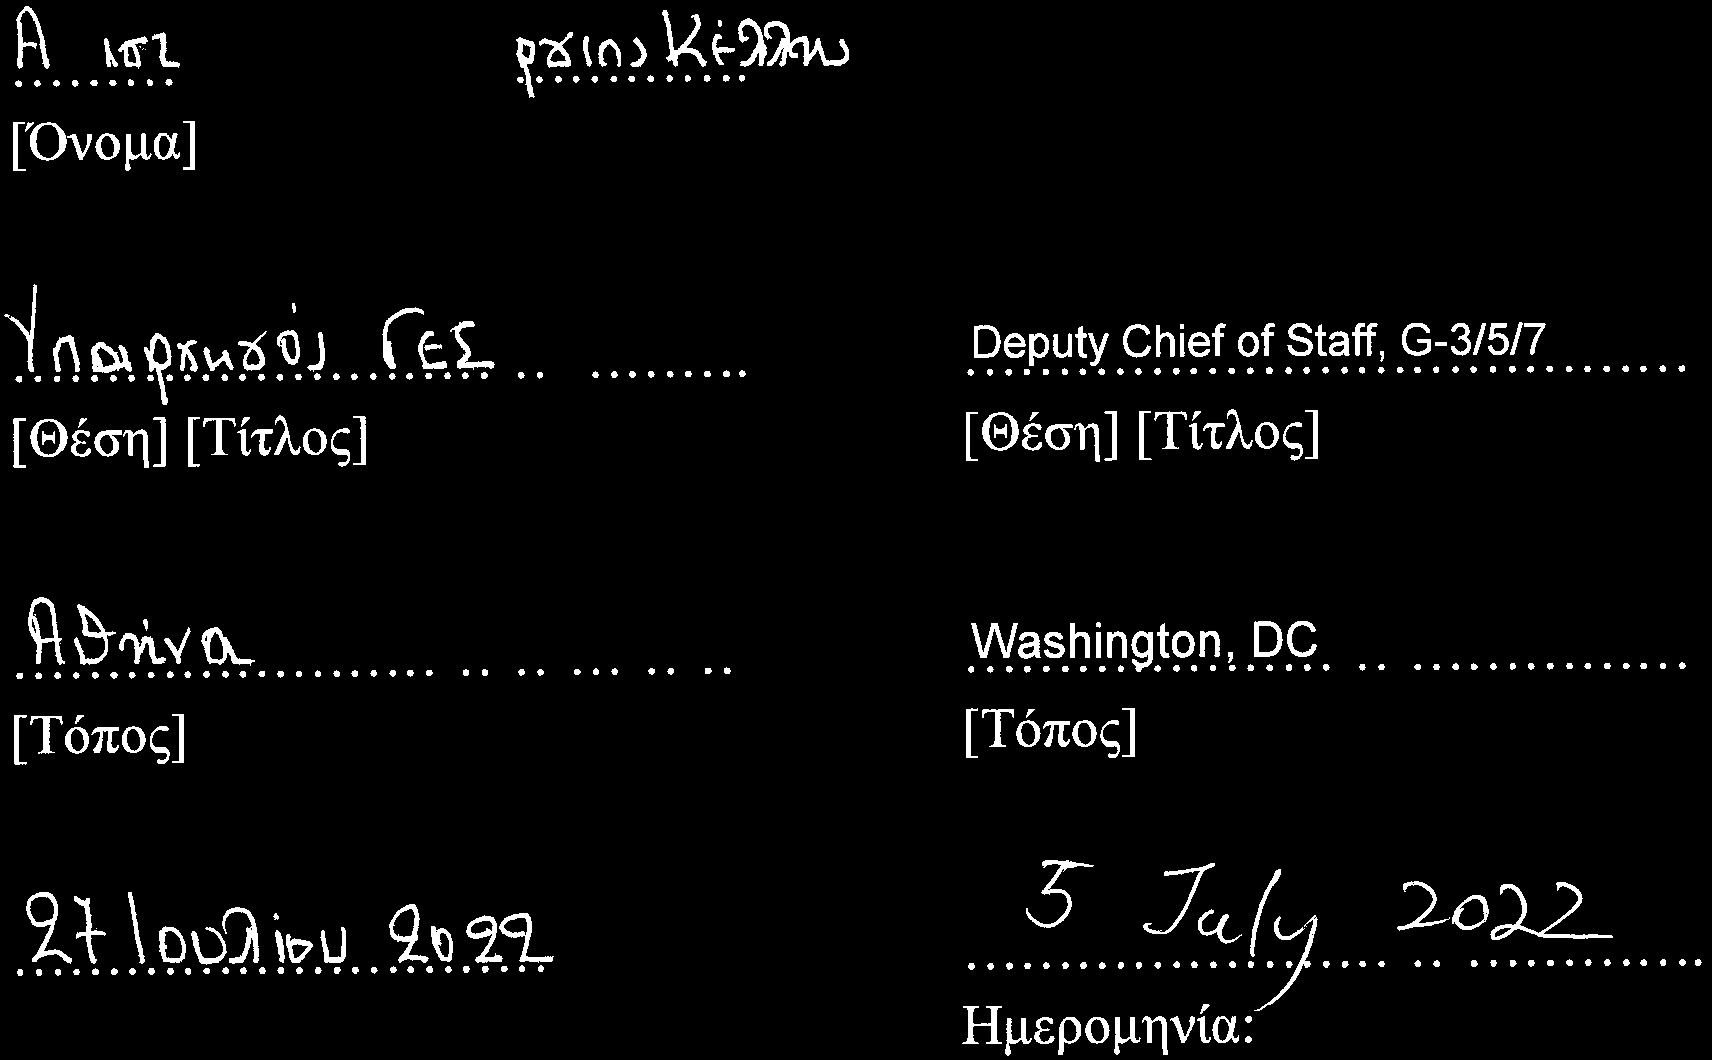 [Όνομα]
Υπαρχηγός ΓΕΣ
[Θέση] [Τίτλος]
Αθήνα
[Τόπος]
27 Ιουλίου 2022
Deputy Chief of Staff, G-3/5/7
[Θέση] [Τίτλος]
Washington, DC
[Τόπος]
5 July 2022
Ημερομηνία: